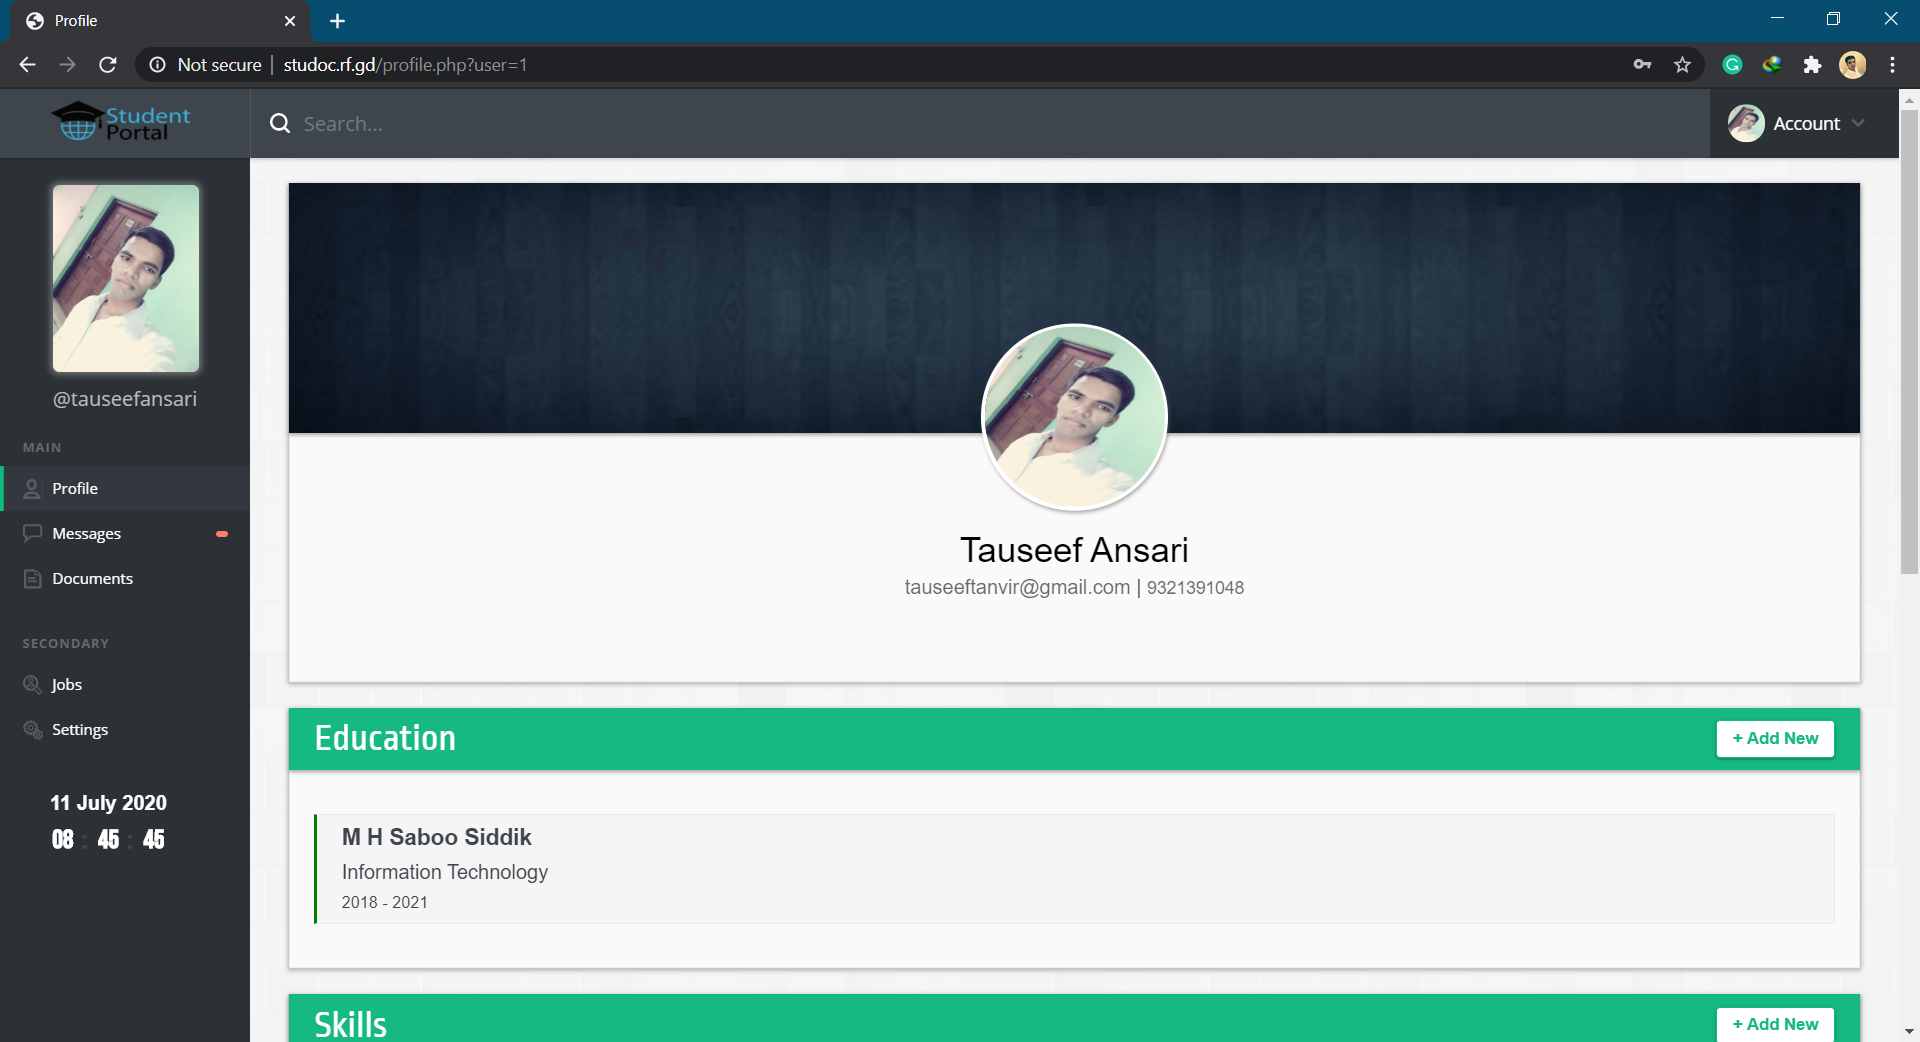 Profile
Not secure | studoc.rf.gd/profile.php?user=1
Student
Portal
Search...
Account
@tauseefansari
MAIN
Profile
Messages
Documents
SECONDARY
Jobs
Settings
11 July 2020
08 : 45 : 45
Tauseef Ansari
tauseeftanvir@gmail.com | 9321391048
Education
+ Add New
M H Saboo Siddik
Information Technology
2018 - 2021
Skills
+ Add New